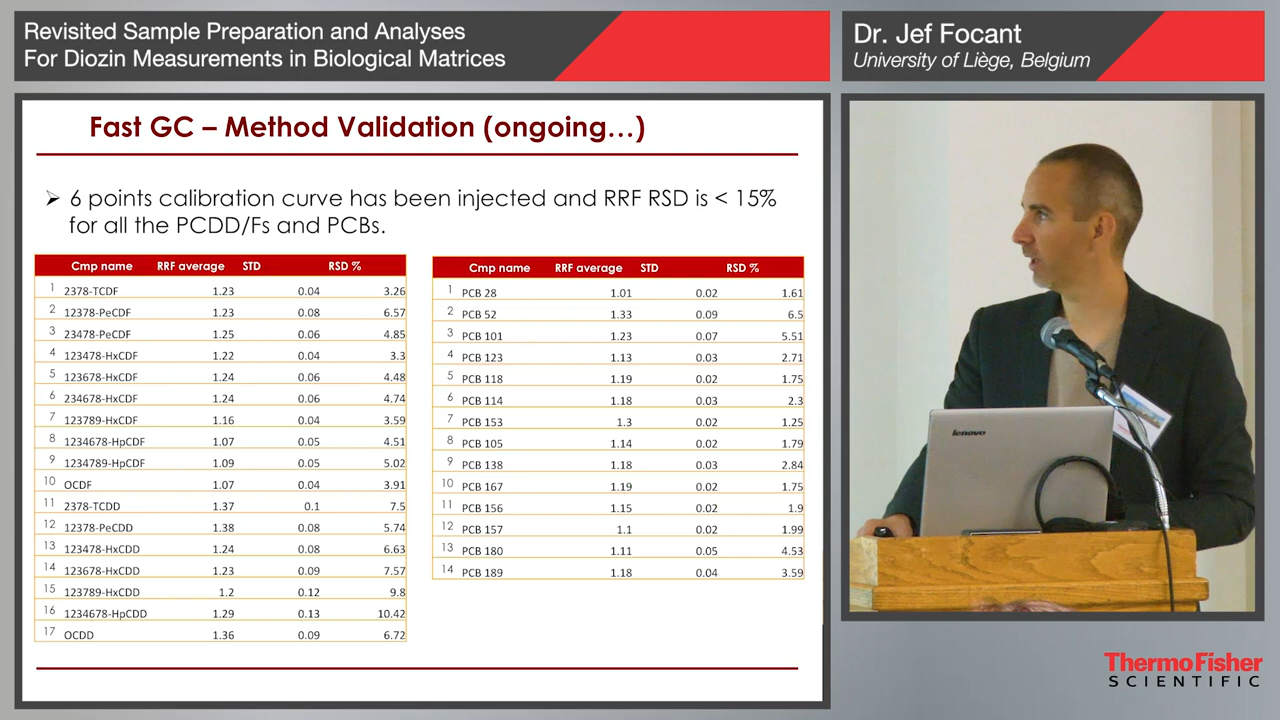 Revisited Sample Preparation and Analyses
For Diozin Measurements in Biological Matrices
Dr. Jef Focant
University of Liège, Belgium
Fast GC – Method Validation (ongoing…)
➢ 6 points calibration curve has been injected and RRF RSD is < 15%
for all the PCDD/Fs and PCBs.
Cmp name RRF average STD RSD %
1 2378-TCDF 1.23 0.04 3.26
2 12378-PeCDF 1.23 0.08 6.57
3 23478-PeCDF 1.25 0.06 4.85
4 123478-HxCDF 1.22 0.04 3.3
5 123678-HxCDF 1.24 0.06 4.48
6 234678-HxCDF 1.24 0.06 4.74
7 123789-HxCDF 1.16 0.04 3.59
8 1234678-HpCDF 1.07 0.05 4.51
9 1234789-HpCDF 1.09 0.05 5.02
10 OCDF 1.07 0.04 3.91
11 2378-TCDD 1.37 0.1 7.5
12 12378-PeCDD 1.38 0.08 5.74
13 123478-HxCDD 1.24 0.08 6.63
14 123678-HxCDD 1.23 0.09 7.57
15 123789-HxCDD 1.2 0.12 9.8
16 1234678-HpCDD 1.29 0.13 10.42
17 OCDD 1.36 0.09 6.72
Cmp name RRF average STD RSD %
1 PCB 28 1.01 0.02 1.61
2 PCB 52 1.33 0.09 6.5
3 PCB 101 1.23 0.07 5.51
4 PCB 123 1.13 0.03 2.71
5 PCB 118 1.19 0.02 1.75
6 PCB 114 1.18 0.03 2.3
7 PCB 153 1.3 0.02 1.25
8 PCB 105 1.14 0.02 1.79
9 PCB 138 1.18 0.03 2.84
10 PCB 167 1.19 0.02 1.75
11 PCB 156 1.15 0.02 1.9
12 PCB 157 1.1 0.02 1.99
13 PCB 180 1.11 0.05 4.53
14 PCB 189 1.18 0.04 3.59
lenovo
ThermoFisher
SCIENTIFIC